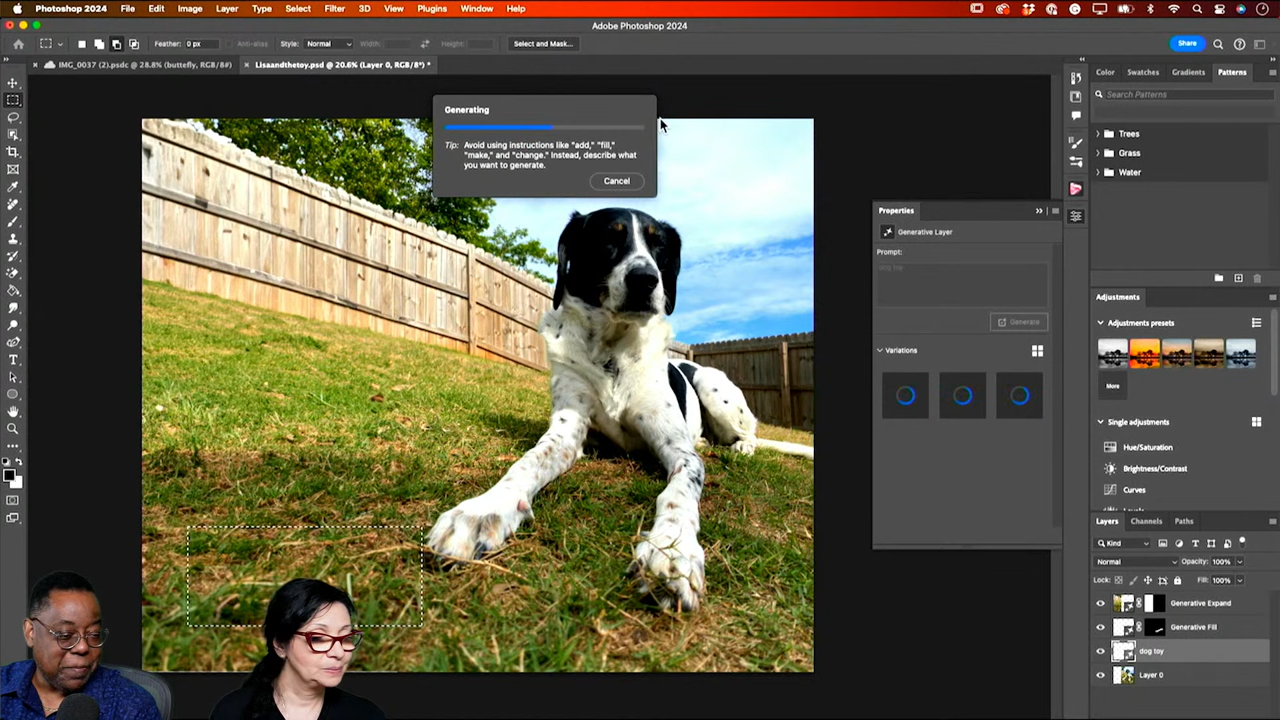 Photoshop 2024 File Edit Image Layer Type Select Filter 3D View Plugins Window Help
Adobe Photoshop 2024
Feather: 0 px Anti-alias Style: Normal Width: Height: Select and Mask... Share
× IMG_0037 (2).psdc @ 28.8% (buttefly, RGB/8#) × Lisaandthetoy.psd @ 20.6% (Layer 0, RGB/8*) *
Generating
Tip: Avoid using instructions like "add," "fill,"
"make," and "change." Instead, describe what
you want to generate.
Cancel
Properties
Generative Layer
Prompt:
dog toy
Generate
Variations
Color Swatches Gradients Patterns
Search Patterns
Trees
Grass
Water
Adjustments
Adjustments presets
More
Single adjustments
Hue/Saturation
Brightness/Contrast
Curves
Layers Channels Paths
Kind
Normal Opacity: 100%
Lock: Fill: 100%
Generative Expand
Generative Fill
dog toy
Layer 0